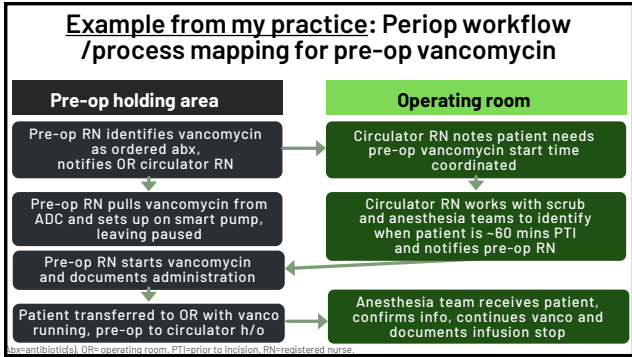 Example from my practice: Periop workflow
/process mapping for pre-op vancomycin
Pre-op holding area
Operating room
Pre-op RN identifies vancomycin
as ordered abx,
notifies OR circulator RN
Circulator RN notes patient needs
pre-op vancomycin start time
coordinated
Pre-op RN pulls vancomycin from
ADC and sets up on smart pump,
leaving paused
Circulator RN works with scrub
and anesthesia teams to identify
when patient is ~60 mins PTI
and notifies pre-op RN
Pre-op RN starts vancomycin
and documents administration
Patient transferred to OR with vanco
running, pre-op to circulator h/o
Anesthesia team receives patient,
confirms info, continues vanco and
documents infusion stop
Abx=antibiotic(s), OR= operating room. PTI=prior to incision, RN=registered nurse.